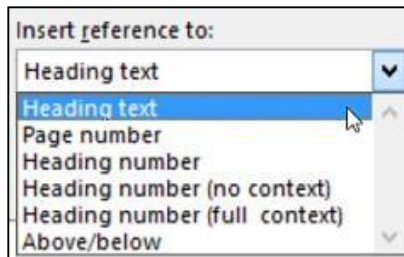 Insert reference to:
Heading text
Heading text
Page number
Heading number
Heading number (no context)
Heading number (full  context)
Above/below